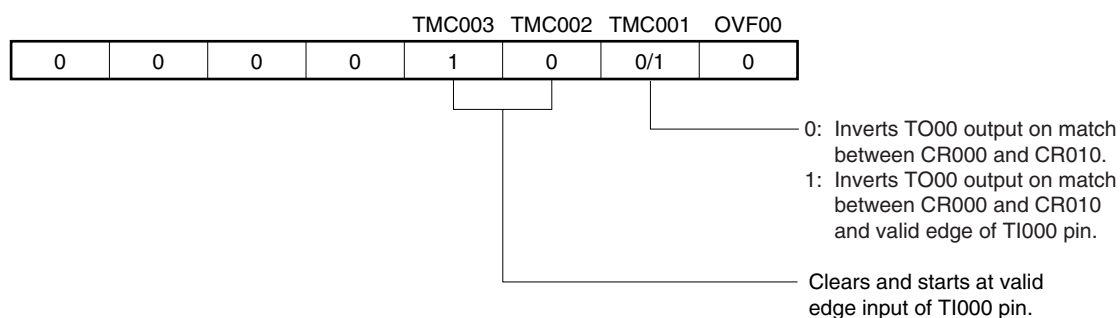 TMC003 TMC002 TMC001 OVF00
0 0 0 0 1 0 0/1 0
0: Inverts TO00 output on match
between CR000 and CR010.
1: Inverts TO00 output on match
between CR000 and CR010
and valid edge of TI000 pin.
Clears and starts at valid
edge input of TI000 pin.